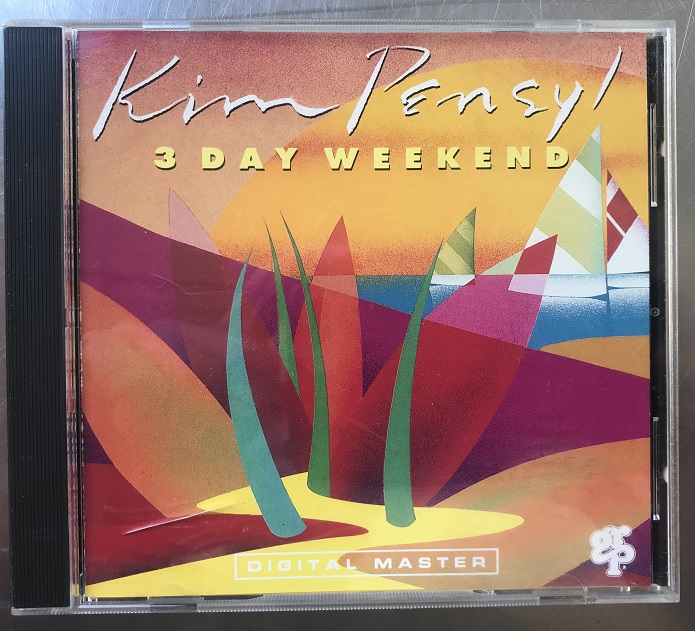 Kim Pensyl
3 DAY WEEKEND
DIGITAL MASTER
grp